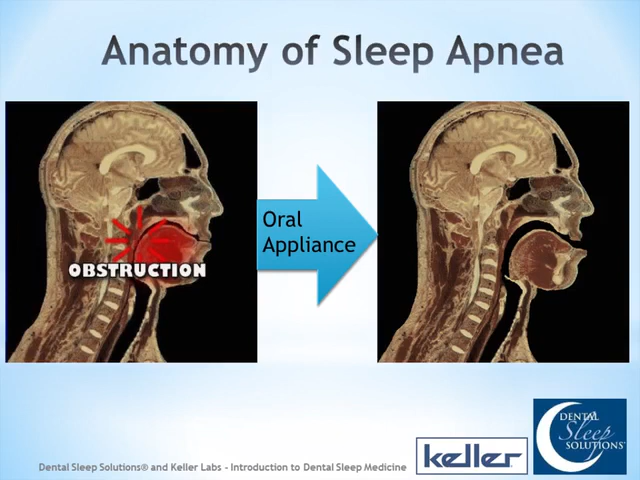 Anatomy of Sleep Apnea
OBSTRUCTION
Oral
Appliance
DENTAL
Sleep
SOLUTIONS
keller
Dental Sleep Solutions® and Keller Labs - Introduction to Dental Sleep Medicine